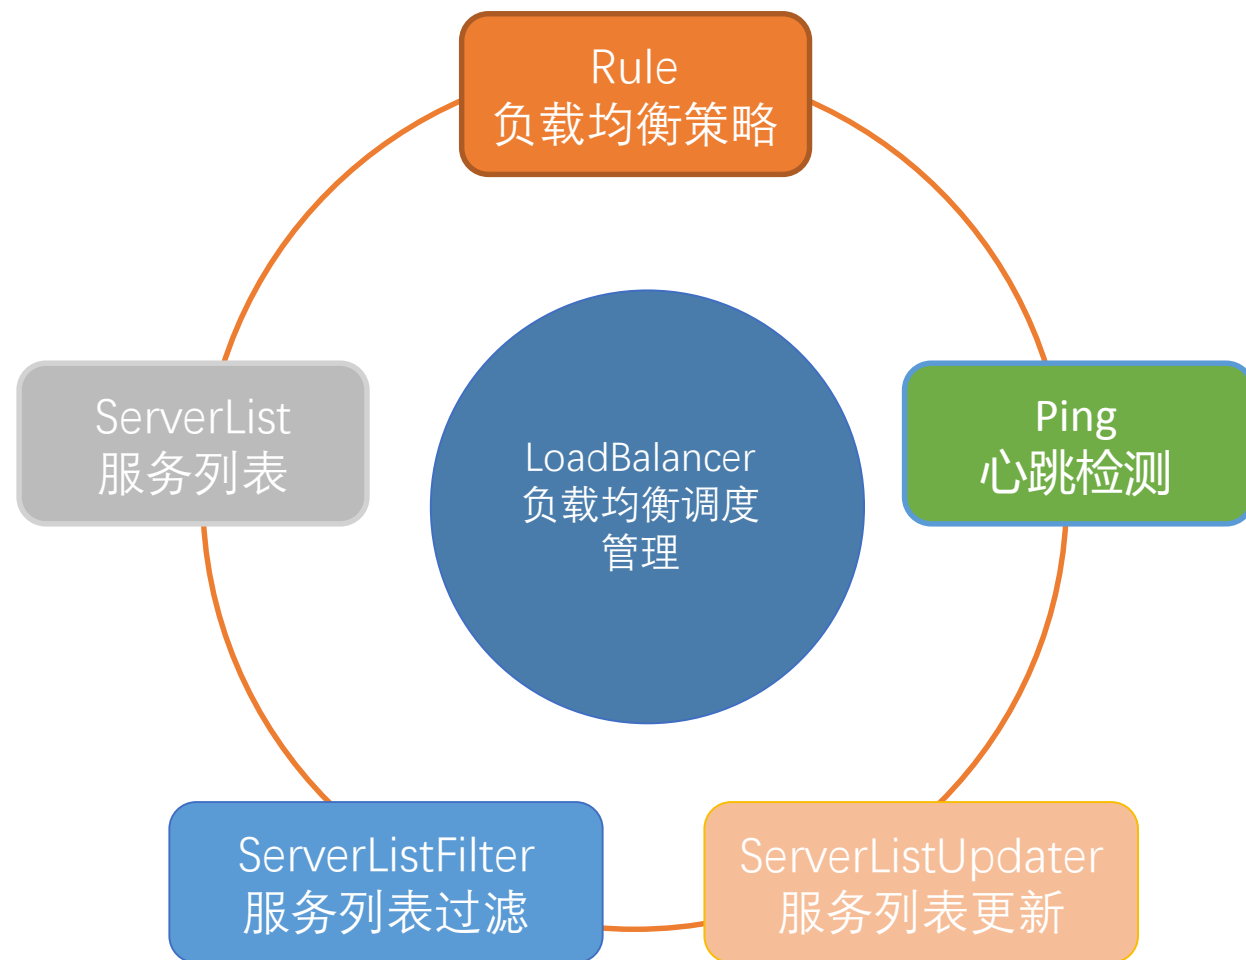 Rule
负载均衡策略
ServerList
服务列表
LoadBalancer
负载均衡调度
管理
Ping
心跳检测
ServerListFilter
服务列表过滤
ServerListUpdater
服务列表更新